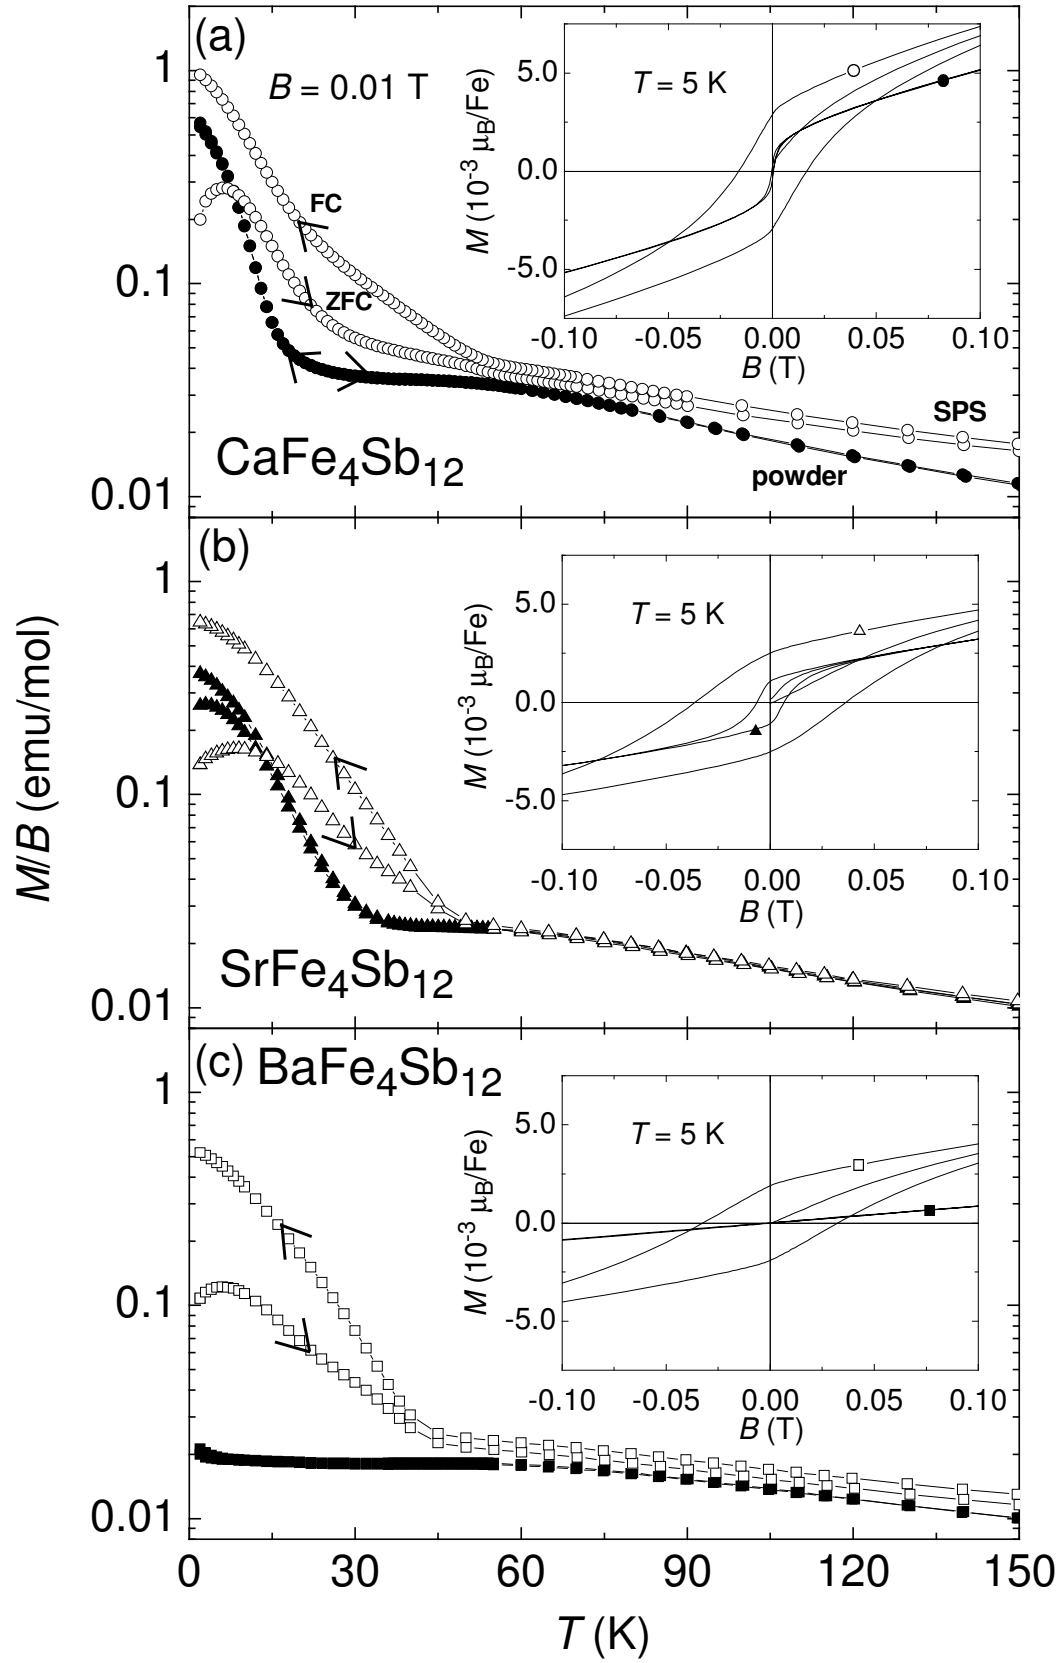 (a)
B = 0.01 T
1
0.1
0.01
FC
ZFC
SPS
powder
CaFe4Sb12
T = 5 K
M (10-3 μB/Fe)
5.0
0.0
-5.0
-0.10 -0.05 0.00 0.05 0.10
B (T)
(b)
1
0.1
0.01
SrFe4Sb12
T = 5 K
M (10-3 μB/Fe)
5.0
0.0
-5.0
-0.10 -0.05 0.00 0.05 0.10
B (T)
M/B (emu/mol)
(c) BaFe4Sb12
1
0.1
0.01
T = 5 K
M (10-3 μB/Fe)
5.0
0.0
-5.0
-0.10 -0.05 0.00 0.05 0.10
B (T)
0 30 60 90 120 150
T (K)